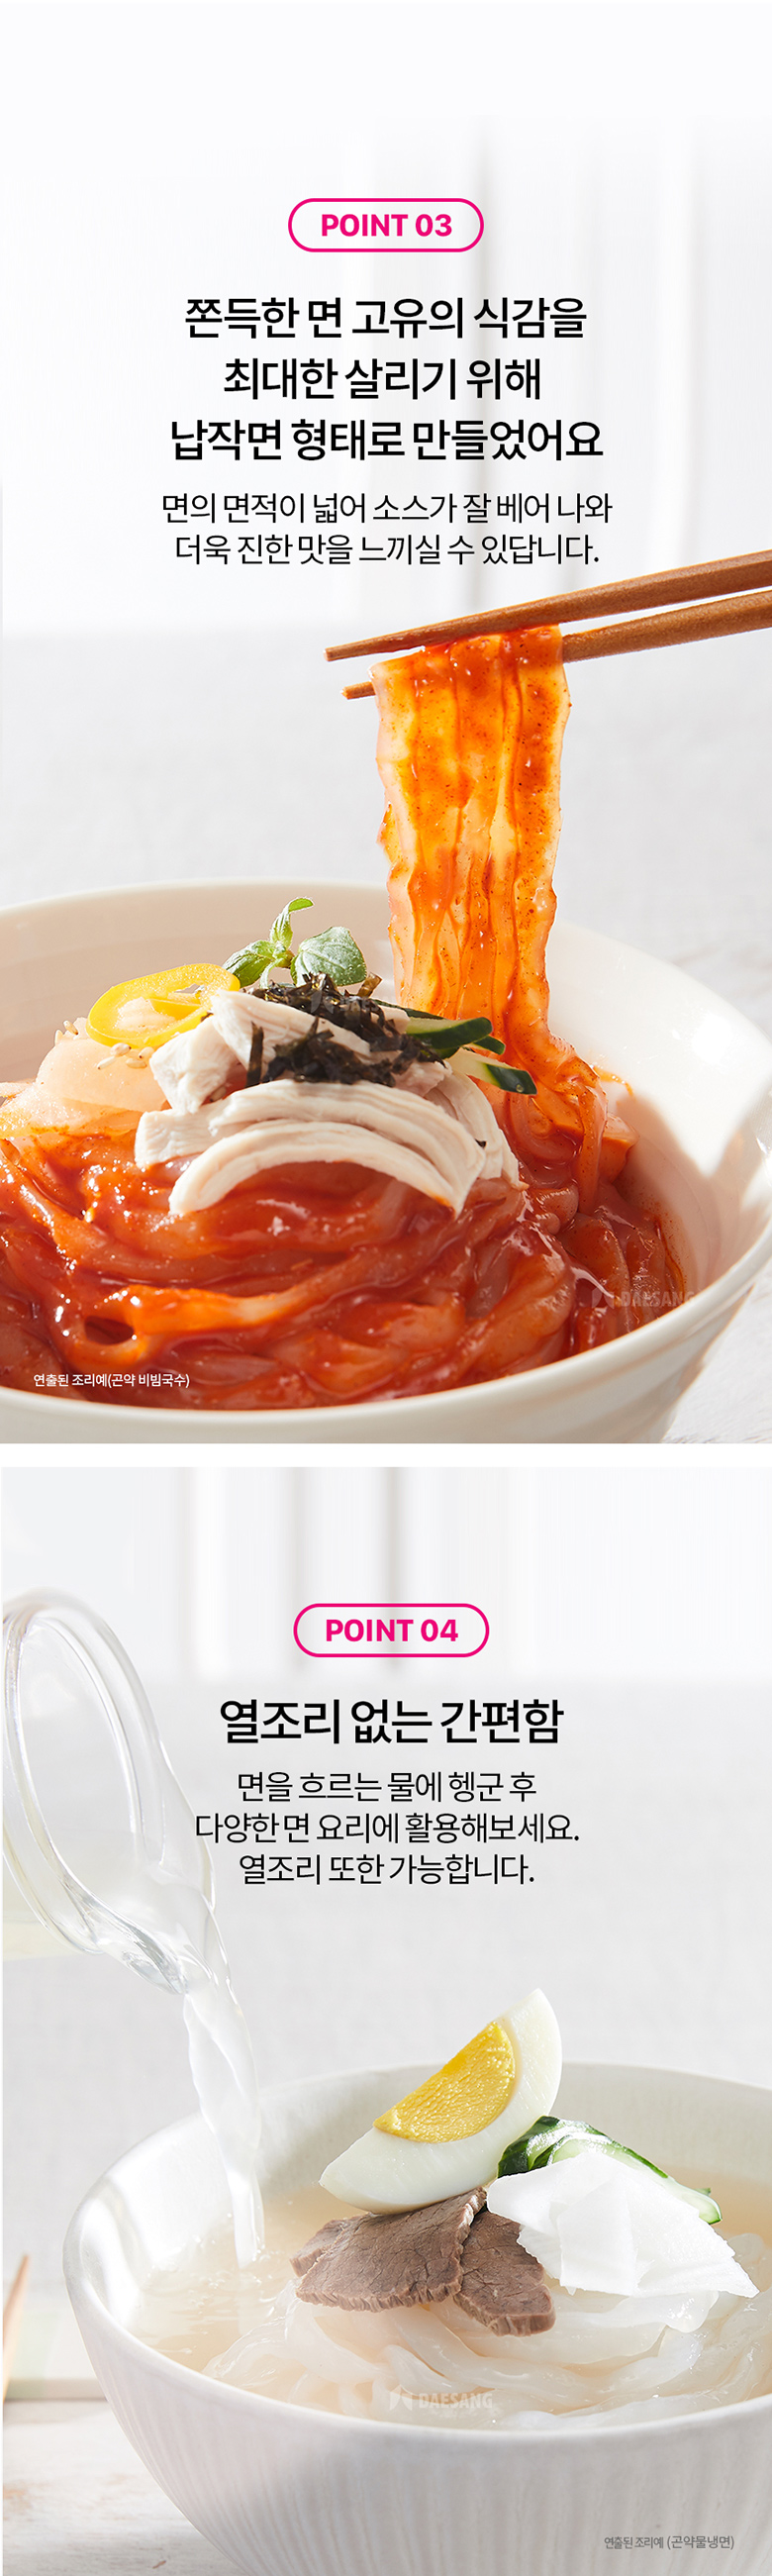 POINT 03
쫀득한 면 고유의 식감을
최대한 살리기 위해
납작면 형태로 만들었어요
면의 면적이 넓어 소스가 잘 베어 나와
더욱 진한 맛을 느끼실 수 있답니다.
DAESANG
연출된 조리예(곤약 비빔국수)
POINT 04
열조리 없는 간편함
면을 흐르는 물에 헹군 후
다양한 면 요리에 활용해보세요.
열조리 또한 가능합니다.
DAESANG
연출된 조리예 (곤약물냉면)